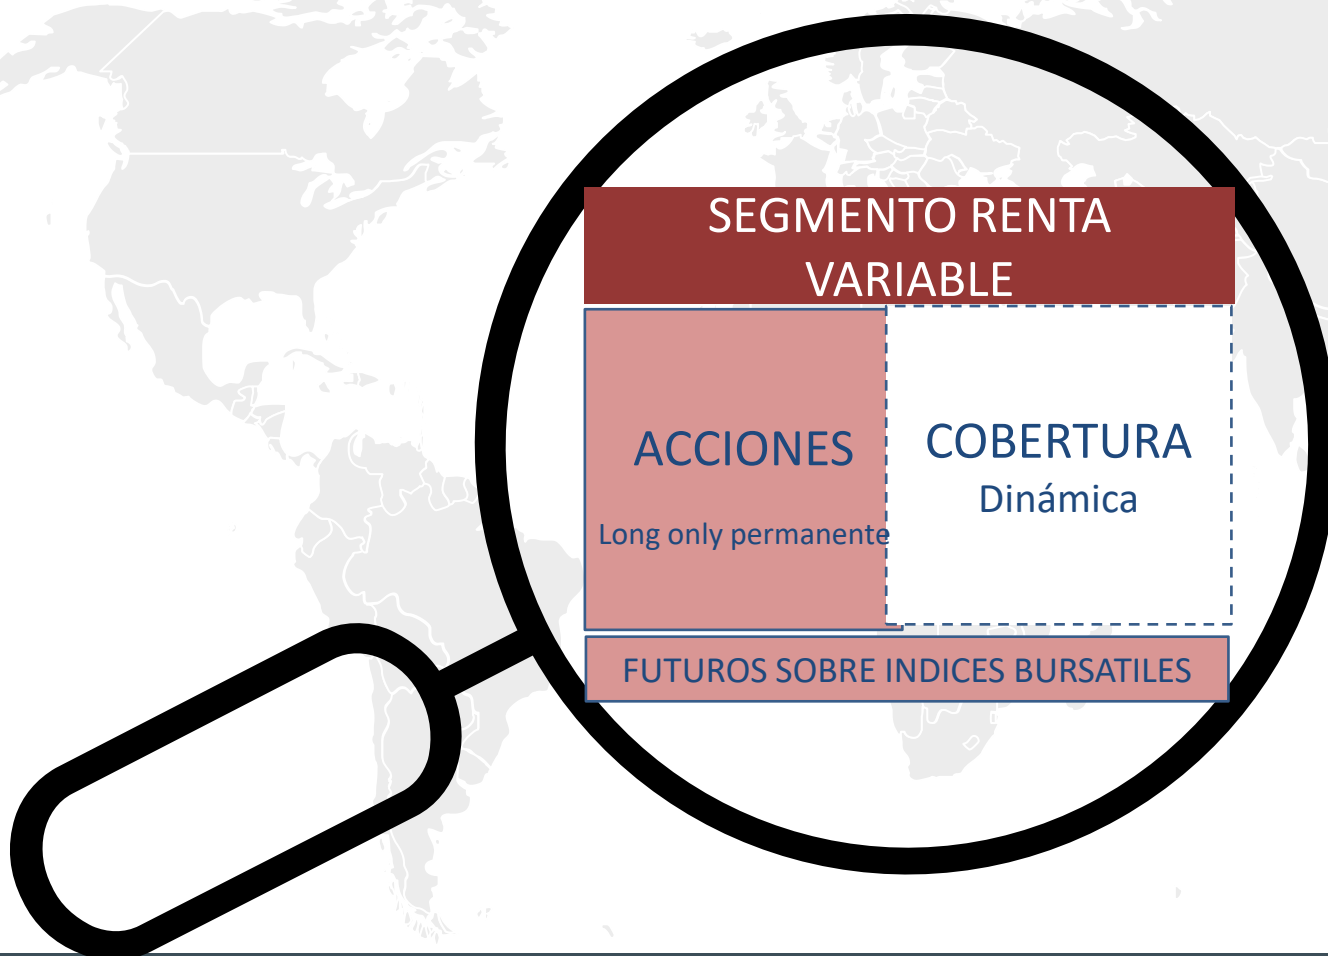 SEGMENTO RENTA
VARIABLE
ACCIONES
Long only permanente
COBERTURA
Dinámica
FUTUROS SOBRE INDICES BURSATILES